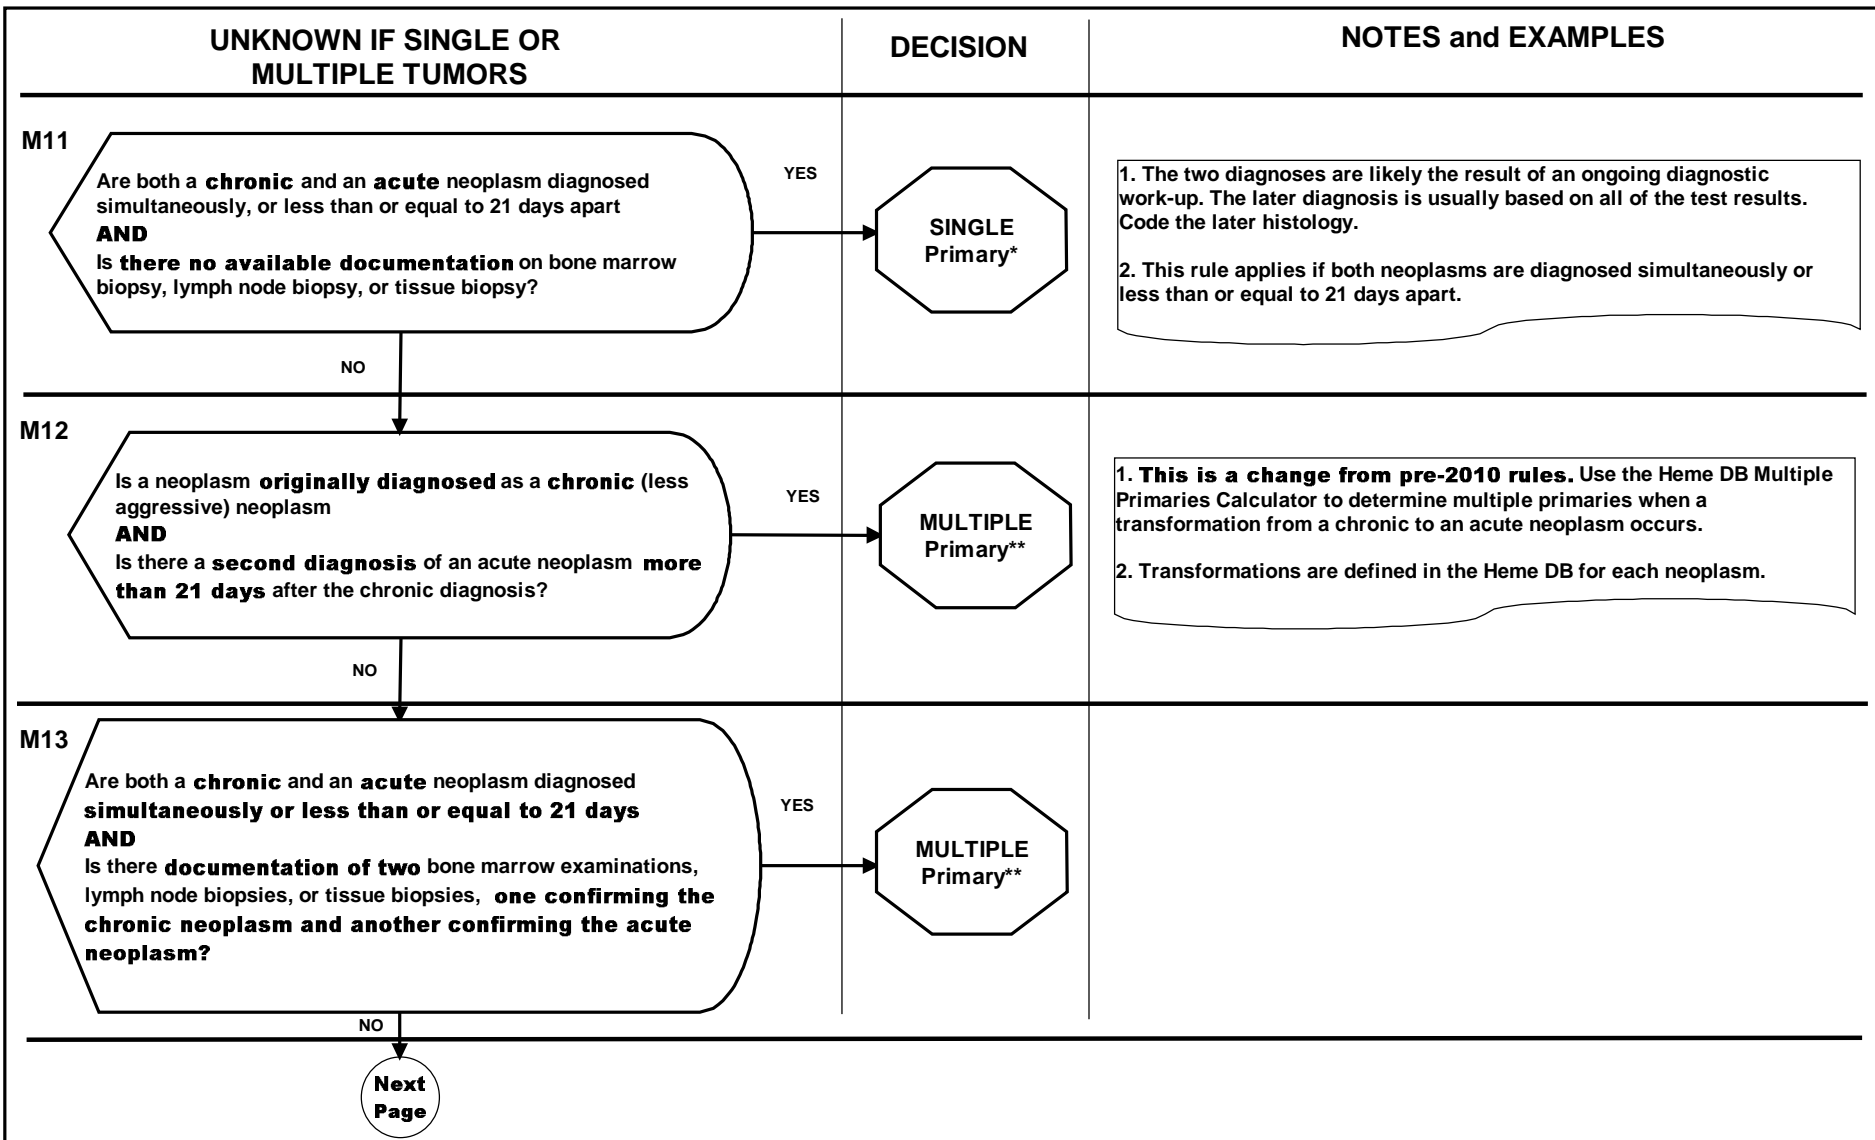 UNKNOWN IF SINGLE OR
MULTIPLE TUMORS
DECISION
NOTES and EXAMPLES
M11
Are both a chronic and an acute neoplasm diagnosed
simultaneously, or less than or equal to 21 days apart
AND
Is there no available documentation on bone marrow
biopsy, lymph node biopsy, or tissue biopsy?
YES
SINGLE
Primary*
1. The two diagnoses are likely the result of an ongoing diagnostic
work-up. The later diagnosis is usually based on all of the test results.
Code the later histology.
2. This rule applies if both neoplasms are diagnosed simultaneously or
less than or equal to 21 days apart.
NO
M12
Is a neoplasm originally diagnosed as a chronic (less
aggressive) neoplasm
AND
Is there a second diagnosis of an acute neoplasm more
than 21 days after the chronic diagnosis?
YES
MULTIPLE
Primary**
1. This is a change from pre-2010 rules. Use the Heme DB Multiple
Primaries Calculator to determine multiple primaries when a
transformation from a chronic to an acute neoplasm occurs.
2. Transformations are defined in the Heme DB for each neoplasm.
NO
M13
Are both a chronic and an acute neoplasm diagnosed
simultaneously or less than or equal to 21 days
AND
Is there documentation of two bone marrow examinations,
lymph node biopsies, or tissue biopsies, one confirming the
chronic neoplasm and another confirming the acute
neoplasm?
YES
MULTIPLE
Primary**
NO
Next
Page